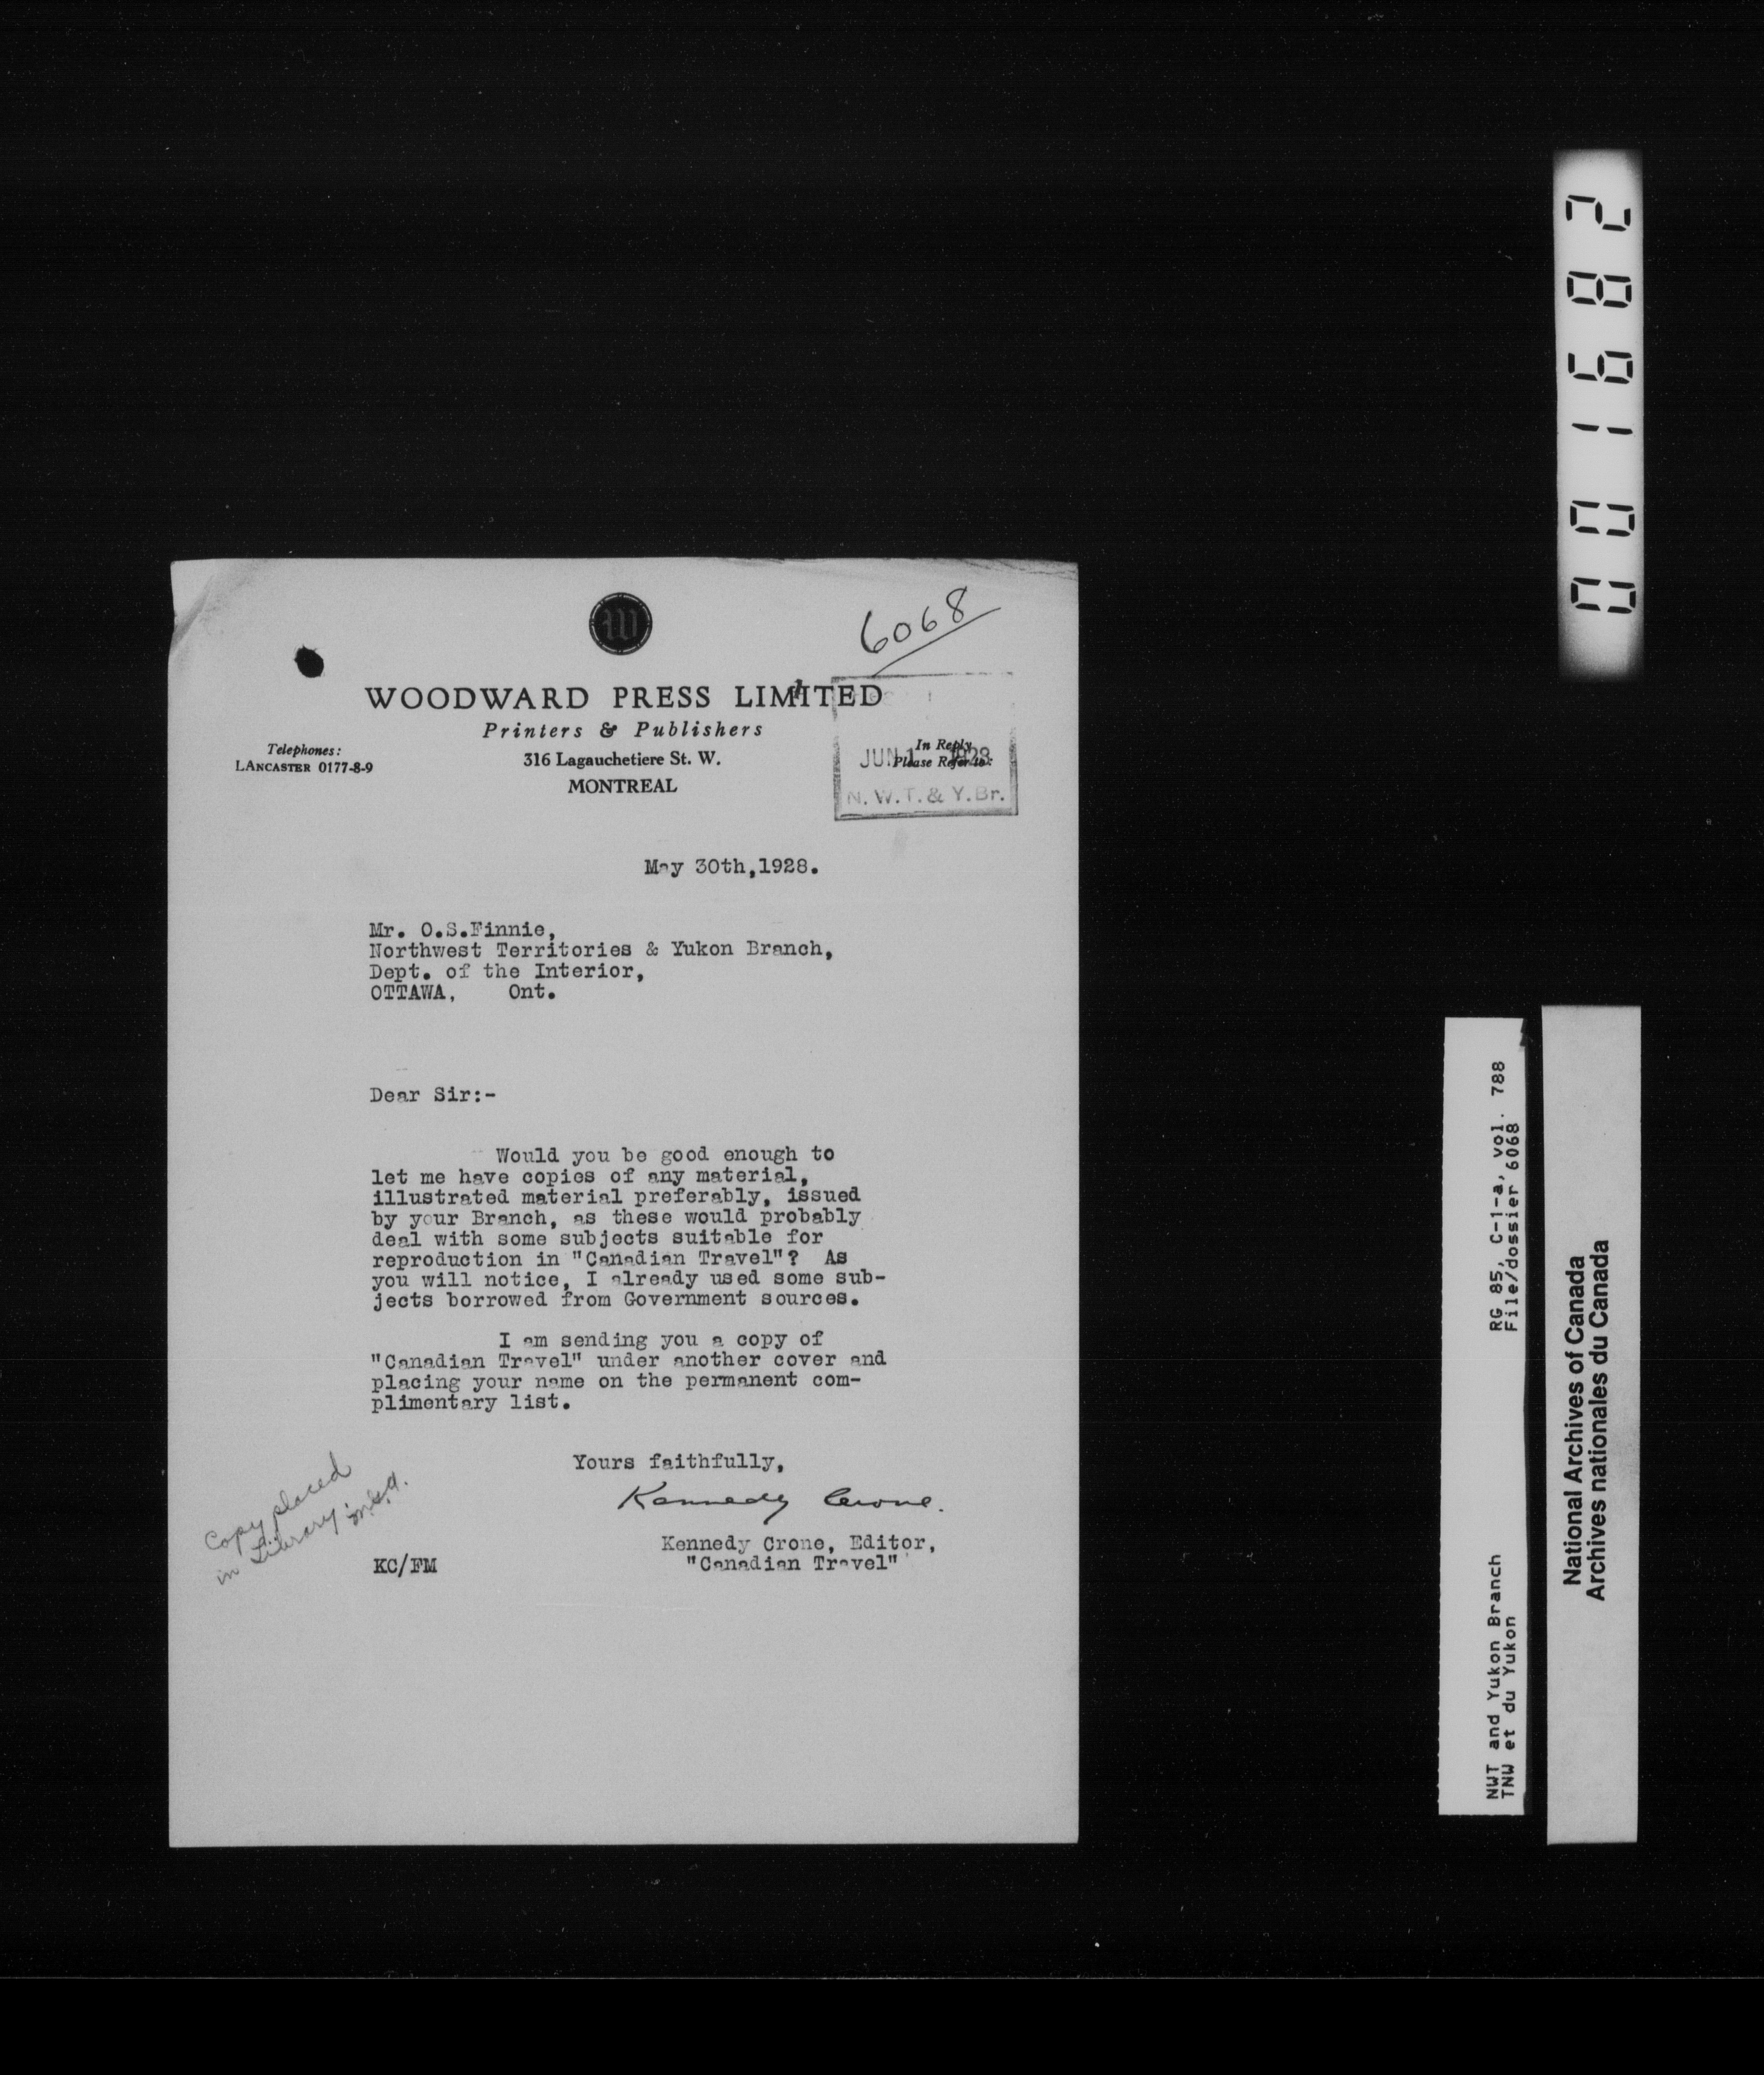 6068
WOODWARD PRESS LIMITED
Printers & Publishers
Telephones:
LANCASTER 0177-8-9
316 Lagauchetiere St. W.
MONTREAL
In Reply
Please Refer to:
JUN 1 1928
N. W. T. & Y. Br.
May 30th,1928.
Mr. O.S.Finnie,
Northwest Territories & Yukon Branch,
Dept. of the Interior,
OTTAWA, Ont.
Dear Sir:-
Would you be good enough to
let me have copies of any material,
illustrated material preferably, issued
by your Branch, as these would probably
deal with some subjects suitable for
reproduction in "Canadian Travel"? As
you will notice, I already used some sub-
jects borrowed from Government sources.
I am sending you a copy of
"Canadian Travel" under another cover and
placing your name on the permanent com-
plimentary list.
Yours faithfully,
Kennedy Crone.
Kennedy Crone, Editor,
"Canadian Travel"
KC/FM
Copy placed
in Library
001682
RG 85, C-1-a, vol. 788
File/dossier 6068
NWT and Yukon Branch
TNW et du Yukon
National Archives of Canada
Archives nationales du Canada